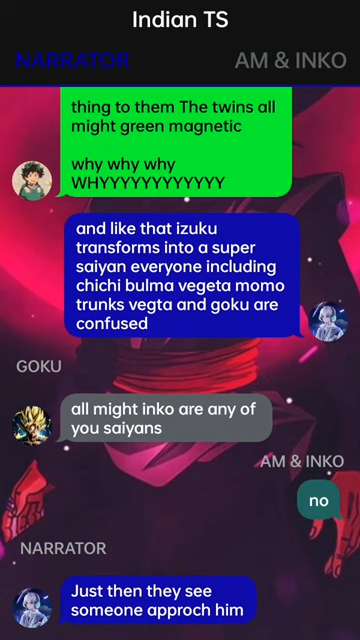 Indian TS
NARRATOR
AM & INKO
thing to them The twins all
might green magnetic
why why why
WHYYYYYYYYYYYY
and like that izuku
transforms into a super
saiyan everyone including
chichi bulma vegeta momo
trunks vegta and goku are
confused
GOKU
all might inko are any of
you saiyans
AM & INKO
no
NARRATOR
Just then they see
someone approch him